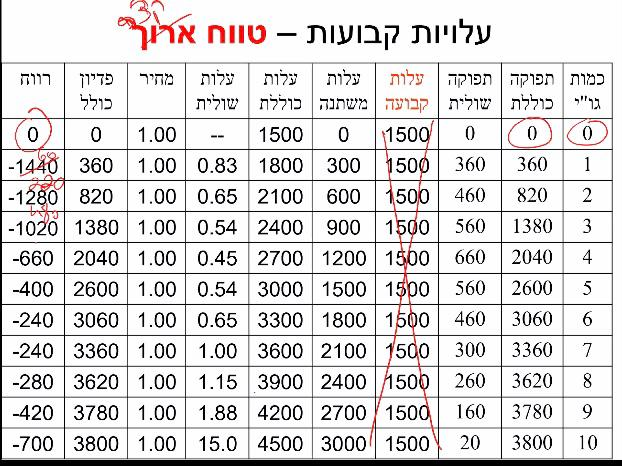 עלויות קבועות – טווח ארוך
כמות גו"י תפוקה כוללת תפוקה שולית עלות קבועה עלות משתנה עלות כוללת עלות שולית מחיר פדיון כולל רווח
0 0 0 1500 0 1500 -- 1.00 0 0
1 360 360 1500 300 1800 0.83 1.00 360 -1440
2 820 460 1500 600 2100 0.65 1.00 820 -1280
3 1380 560 1500 900 2400 0.54 1.00 1380 -1020
4 2040 660 1500 1200 2700 0.45 1.00 2040 -660
5 2600 560 1500 1500 3000 0.54 1.00 2600 -400
6 3060 460 1500 1800 3300 0.65 1.00 3060 -240
7 3360 300 1500 2100 3600 1.00 1.00 3360 -240
8 3620 260 1500 2400 3900 1.15 1.00 3620 -280
9 3780 160 1500 2700 4200 1.88 1.00 3780 -420
10 3800 20 1500 3000 4500 15.0 1.00 3800 -700